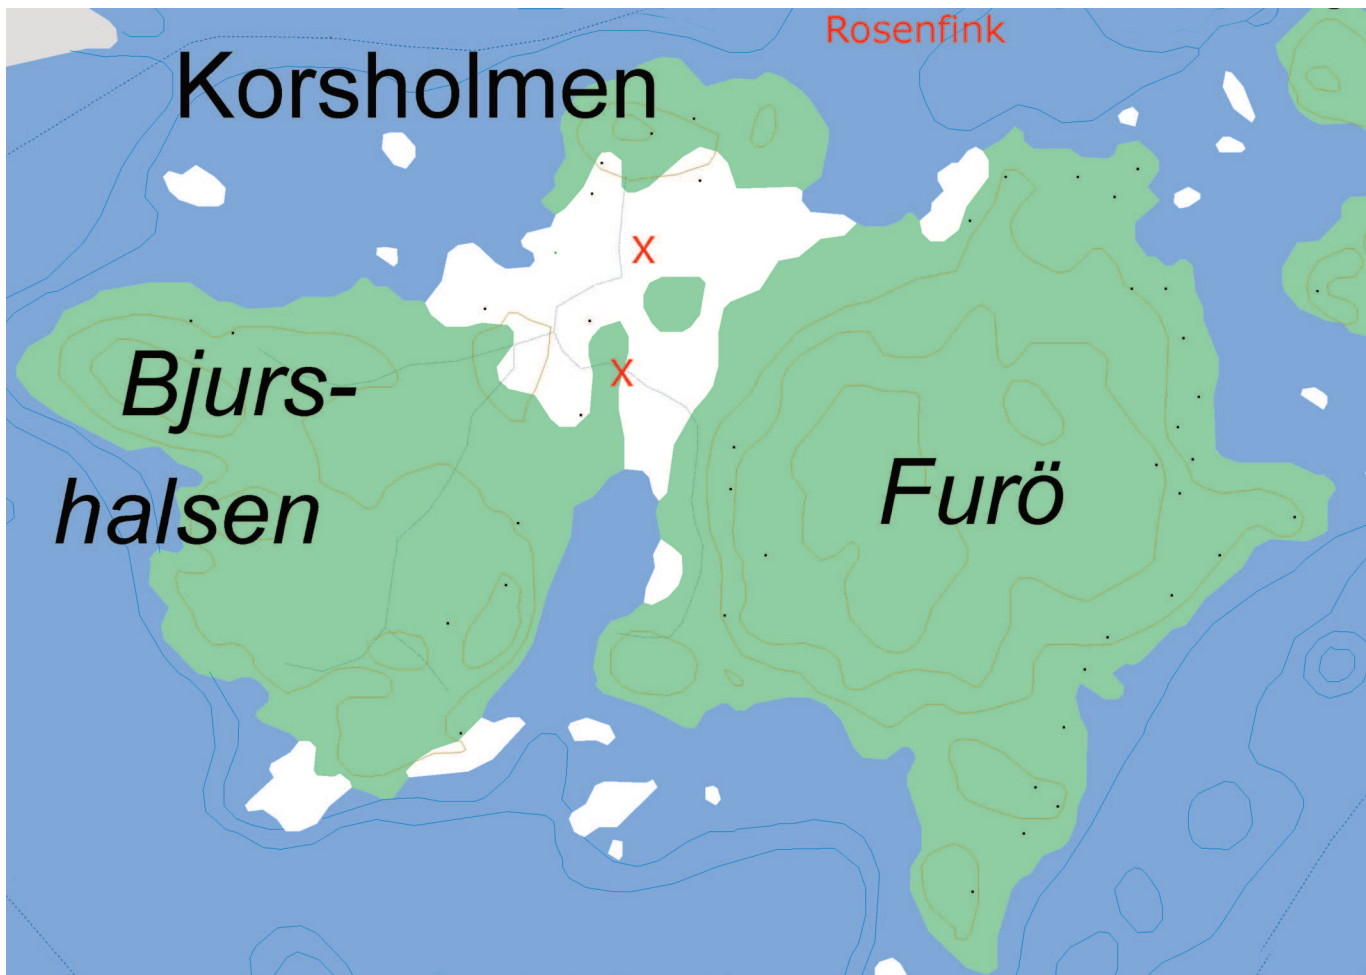 Rosenfink
Korsholmen
X
X
Bjurs-
halsen
Furö